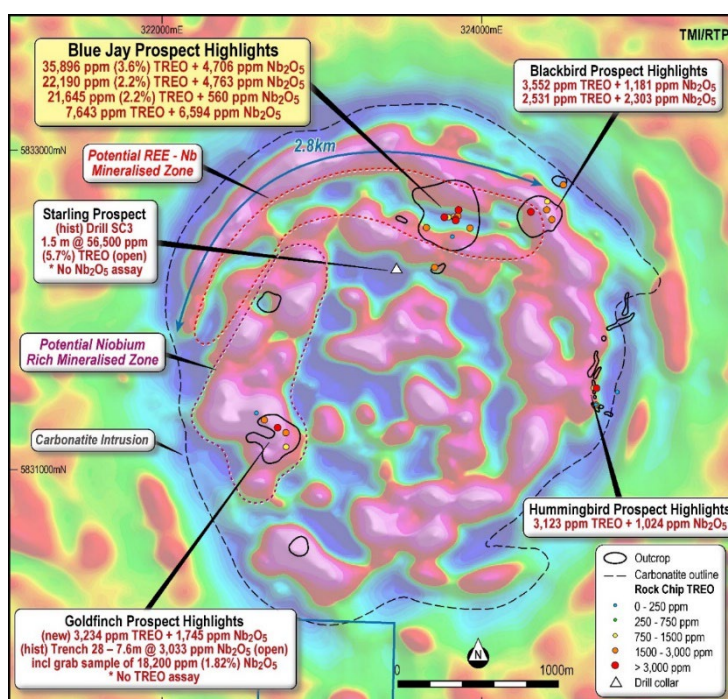 322000mE
324000mE
TMI/RTP
Blue Jay Prospect Highlights
35,896 ppm (3.6%) TREO + 4,706 ppm Nb₂O₅
22,190 ppm (2.2%) TREO + 4,763 ppm Nb₂O₅
21,645 ppm (2.2%) TREO + 560 ppm Nb₂O₅
7,643 ppm TREO + 6,594 ppm Nb₂O₅
Blackbird Prospect Highlights
3,552 ppm TREO + 1,181 ppm Nb₂O₅
2,531 ppm TREO + 2,303 ppm Nb₂O₅
5833000mN
2.8km
Potential REE - Nb
Mineralised Zone
Starling Prospect
(hist) Drill SC3
1.5 m @ 56,500 ppm
(5.7%) TREO (open)
* No Nb₂O₅ assay
Potential Niobium
Rich Mineralised Zone
Carbonatite Intrusion
5831000mN
Hummingbird Prospect Highlights
3,123 ppm TREO + 1,024 ppm Nb₂O₅
Goldfinch Prospect Highlights
(new) 3,234 ppm TREO + 1,745 ppm Nb₂O₅
(hist) Trench 28 – 7.6m @ 3,033 ppm Nb₂O₅ (open)
incl grab sample of 18,200 ppm (1.82%) Nb₂O₅
* No TREO assay
N
0
1000m
Outcrop
Carbonatite outline
Rock Chip TREO
0 - 250 ppm
250 - 750 ppm
750 - 1500 ppm
1500 - 3,000 ppm
> 3,000 ppm
Drill collar